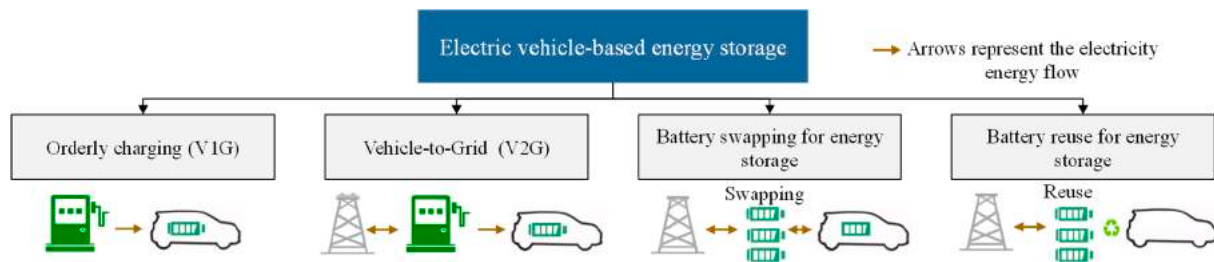 Electric vehicle-based energy storage
Arrows represent the electricity
energy flow
Orderly charging (V1G)
Vehicle-to-Grid (V2G)
Battery swapping for energy
storage
Battery reuse for energy
storage
Swapping
Reuse